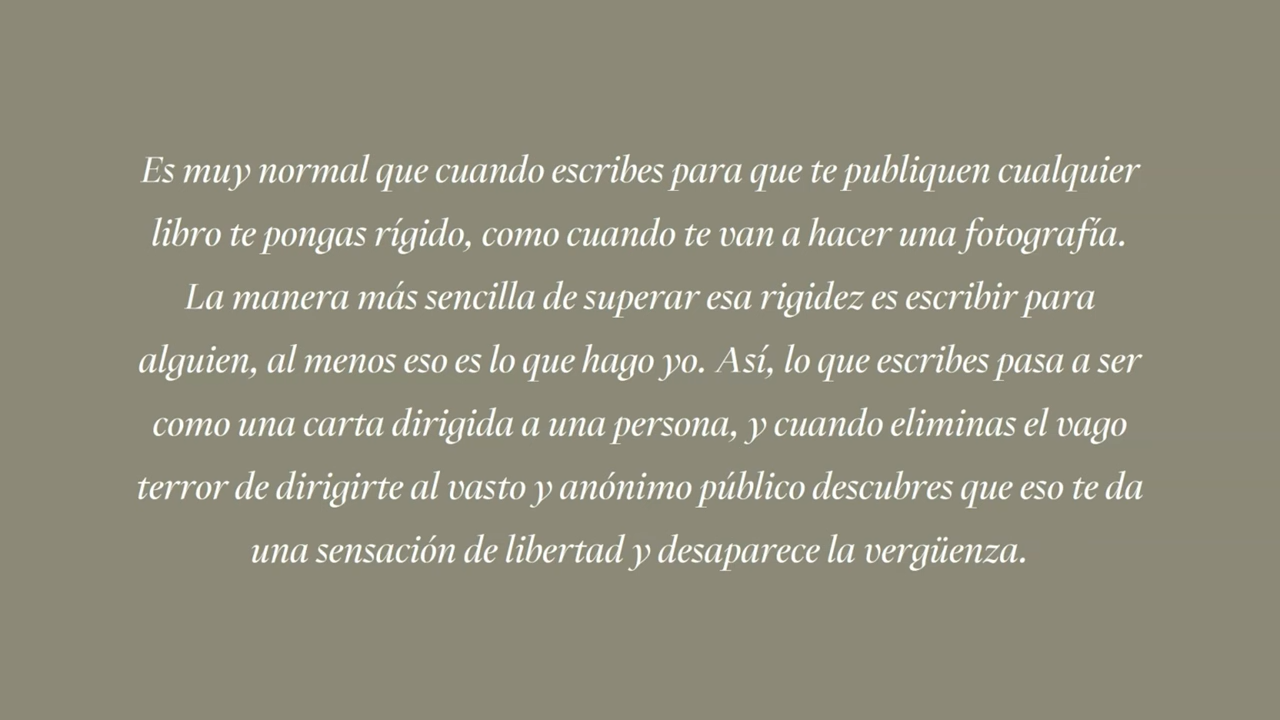 Es muy normal que cuando escribes para que te publiquen cualquier
libro te pongas rígido, como cuando te van a hacer una fotografía.
La manera más sencilla de superar esa rigidez es escribir para
alguien, al menos eso es lo que hago yo. Así, lo que escribes pasa a ser
como una carta dirigida a una persona, y cuando eliminas el vago
terror de dirigirte al vasto y anónimo público descubres que eso te da
una sensación de libertad y desaparece la vergüenza.